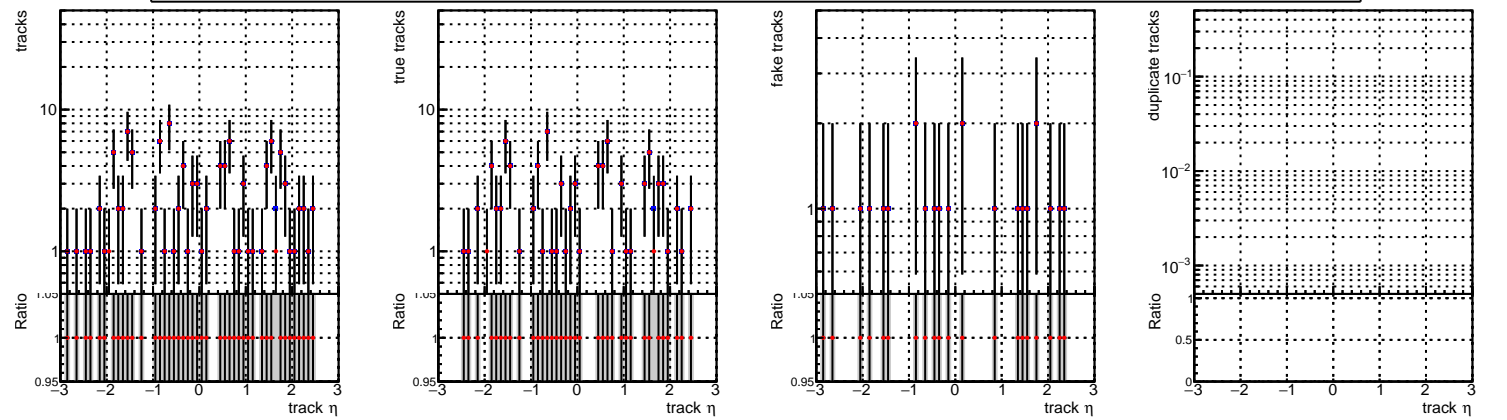 tracks
10
1
Ratio
1.05
1
0.95
−3 −2 −1 0 1 2 3
track η
true tracks
10
1
Ratio
1.05
1
0.95
−3 −2 −1 0 1 2 3
track η
fake tracks
1
Ratio
1.05
1
0.95
−3 −2 −1 0 1 2 3
track η
duplicate tracks
10⁻¹
10⁻²
10⁻³
Ratio
1
0.5
0
−3 −2 −1 0 1 2 3
track η